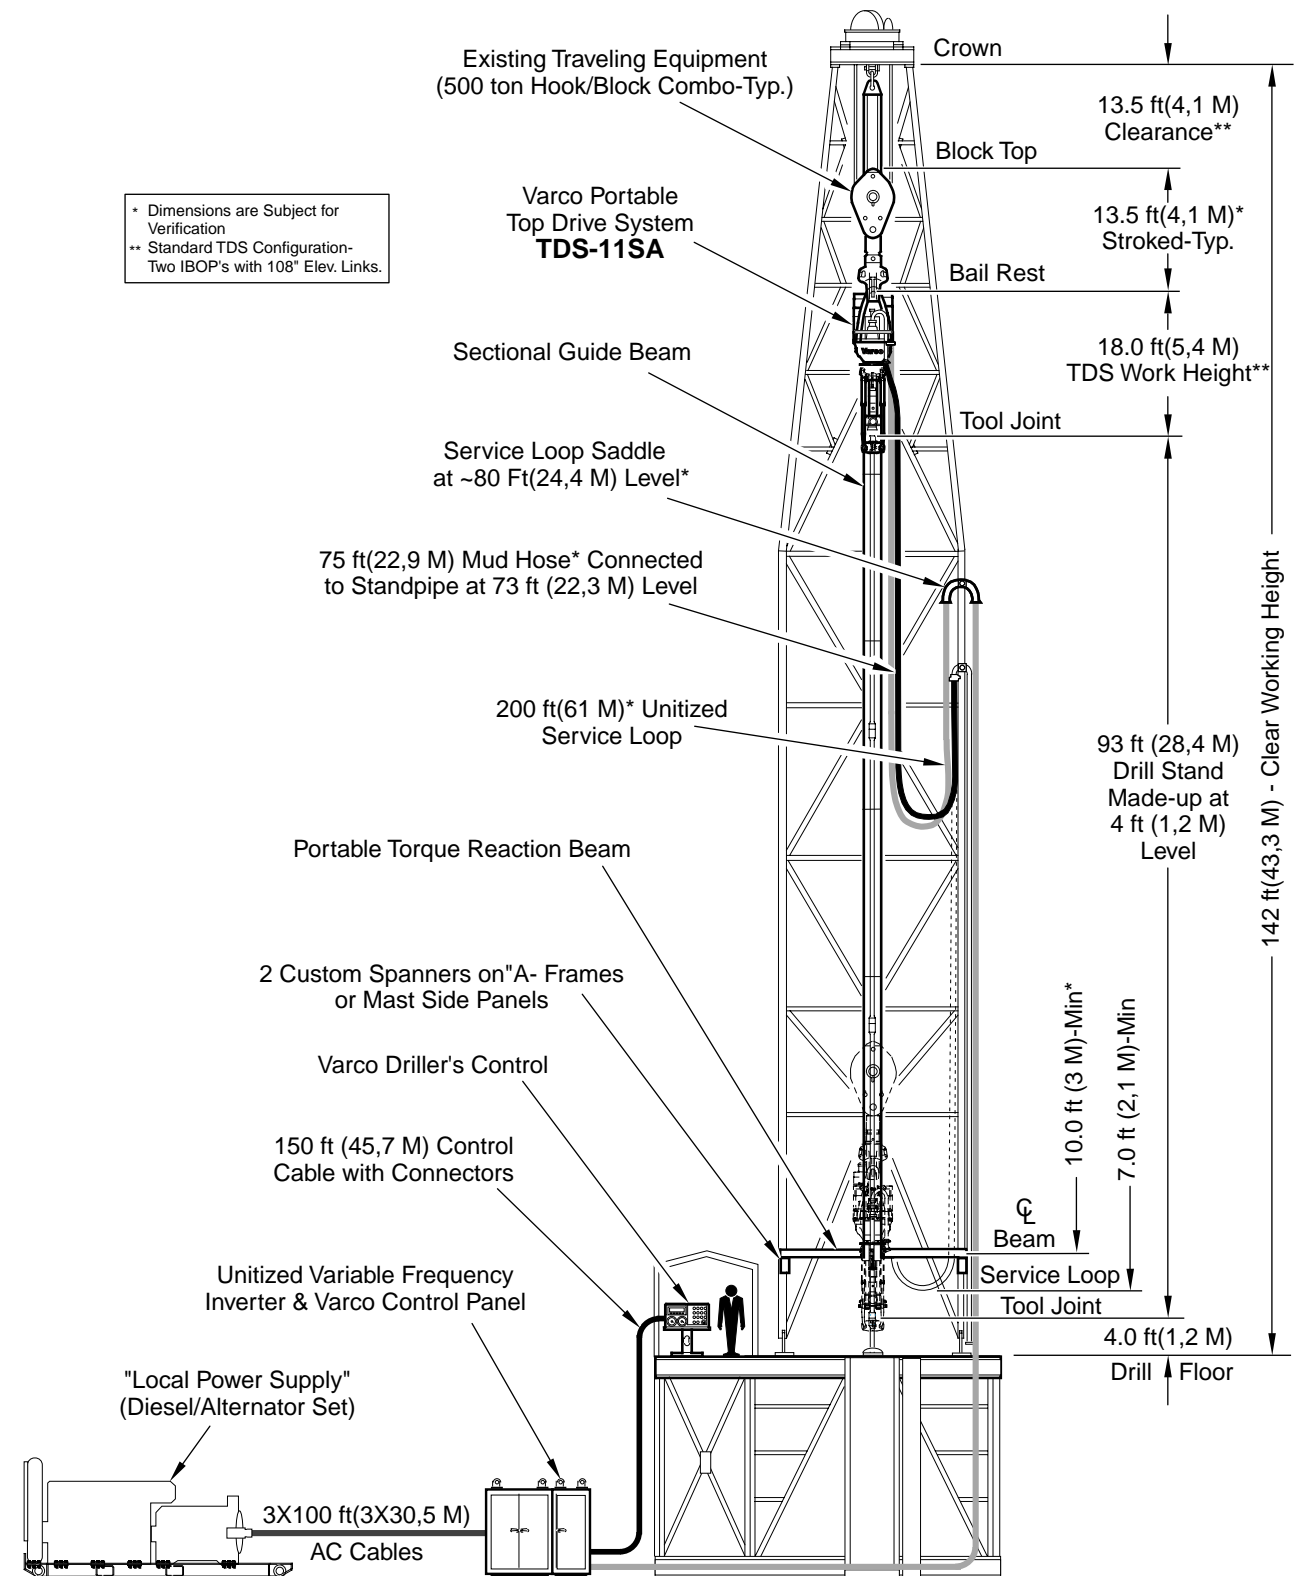 Crown
Existing Traveling Equipment
(500 ton Hook/Block Combo-Typ.)
13.5 ft(4,1 M)
Clearance**
Block Top
* Dimensions are Subject for
Verification
** Standard TDS Configuration-
Two IBOP's with 108" Elev. Links.
Varco Portable
Top Drive System
TDS-11SA
13.5 ft(4,1 M)*
Stroked-Typ.
Bail Rest
Varco
Sectional Guide Beam
18.0 ft(5,4 M)
TDS Work Height**
Tool Joint
Service Loop Saddle
at ~80 Ft(24,4 M) Level*
75 ft(22,9 M) Mud Hose* Connected
to Standpipe at 73 ft (22,3 M) Level
142 ft(43,3 M) - Clear Working Height
200 ft(61 M)* Unitized
Service Loop
93 ft (28,4 M)
Drill Stand
Made-up at
4 ft (1,2 M)
Level
Portable Torque Reaction Beam
2 Custom Spanners on"A- Frames
or Mast Side Panels
10.0 ft (3 M)-Min*
7.0 ft (2,1 M)-Min
Varco Driller's Control
150 ft (45,7 M) Control
Cable with Connectors
CL
Beam
Unitized Variable Frequency
Inverter & Varco Control Panel
Service Loop
Tool Joint
4.0 ft(1,2 M)
Drill Floor
"Local Power Supply"
(Diesel/Alternator Set)
3X100 ft(3X30,5 M)
AC Cables